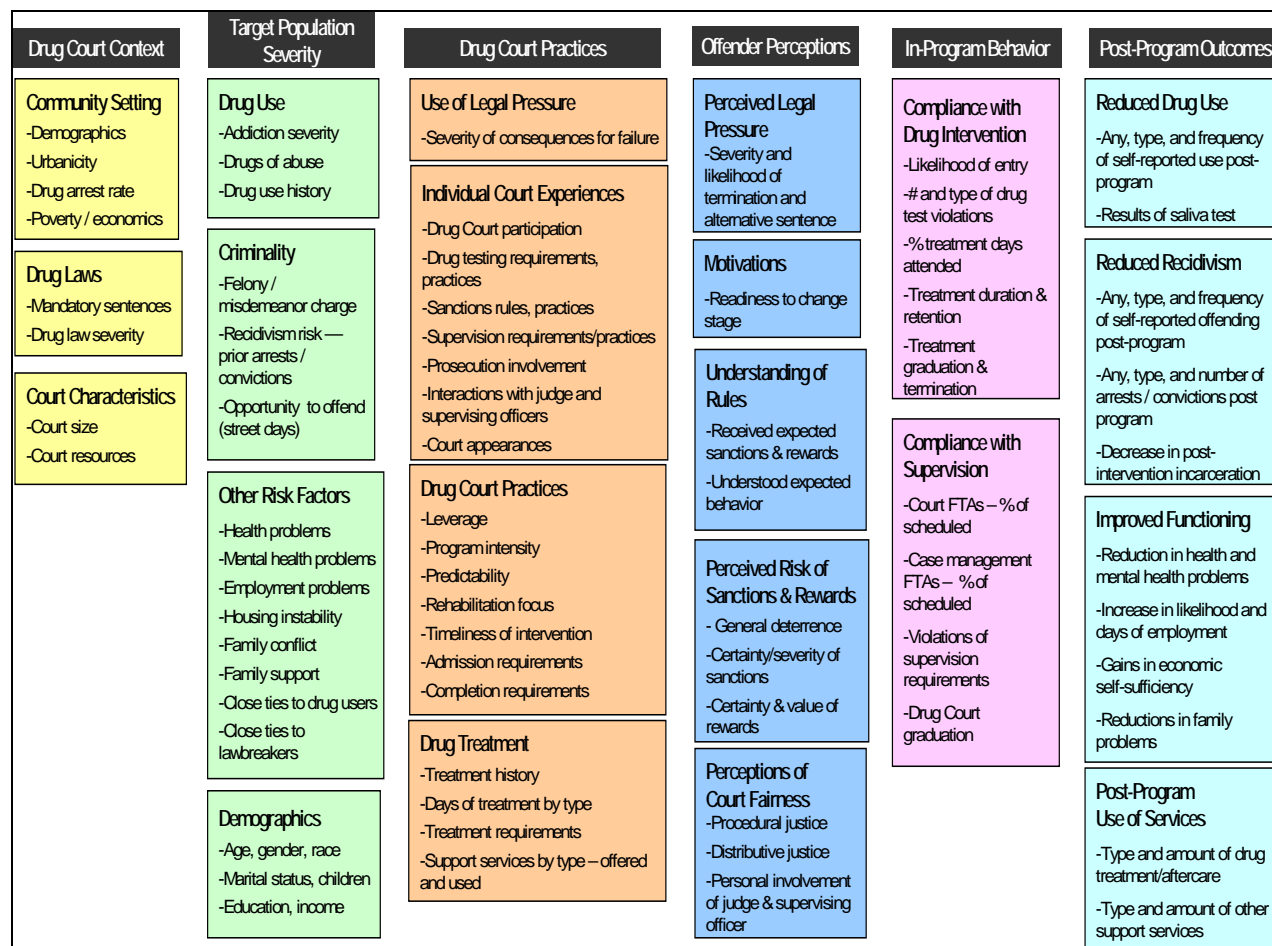 Drug Court Context
Community Setting
-Demographics
-Urbanicity
-Drug arrest rate
-Poverty / economics
Drug Laws
-Mandatory sentences
-Drug law severity
Court Characteristics
-Court size
-Court resources
Target Population
Severity
Drug Use
-Addiction severity
-Drugs of abuse
-Drug use history
Criminality
-Felony /
misdemeanor charge
-Recidivism risk —
prior arrests /
convictions
-Opportunity to offend
(street days)
Other Risk Factors
-Health problems
-Mental health problems
-Employment problems
-Housing instability
-Family conflict
-Family support
-Close ties to drug users
-Close ties to
lawbreakers
Demographics
-Age, gender, race
-Marital status, children
-Education, income
Drug Court Practices
Use of Legal Pressure
-Severity of consequences for failure
Individual Court Experiences
-Drug Court participation
-Drug testing requirements,
practices
-Sanctions rules, practices
-Supervision requirements/practices
-Prosecution involvement
-Interactions with judge and
supervising officers
-Court appearances
Drug Court Practices
-Leverage
-Program intensity
-Predictability
-Rehabilitation focus
-Timeliness of intervention
-Admission requirements
-Completion requirements
Drug Treatment
-Treatment history
-Days of treatment by type
-Treatment requirements
-Support services by type – offered
and used
Offender Perceptions
Perceived Legal
Pressure
-Severity and
likelihood of
termination and
alternative sentence
Motivations
-Readiness to change
stage
Understanding of
Rules
-Received expected
sanctions & rewards
-Understood expected
behavior
Perceived Risk of
Sanctions & Rewards
- General deterrence
-Certainty/severity of
sanctions
-Certainty & value of
rewards
Perceptions of
Court Fairness
-Procedural justice
-Distributive justice
-Personal involvement
of judge & supervising
officer
In-Program Behavior
Compliance with
Drug Intervention
-Likelihood of entry
-# and type of drug
test violations
-% treatment days
attended
-Treatment duration &
retention
-Treatment
graduation &
termination
Compliance with
Supervision
-Court FTAs – % of
scheduled
-Case management
FTAs – % of
scheduled
-Violations of
supervision
requirements
-Drug Court
graduation
Post-Program Outcomes
Reduced Drug Use
-Any, type, and frequency
of self-reported use post-
program
-Results of saliva test
Reduced Recidivism
-Any, type, and frequency
of self-reported offending
post-program
-Any, type, and number of
arrests / convictions post
program
-Decrease in post-
intervention incarceration
Improved Functioning
-Reduction in health and
mental health problems
-Increase in likelihood and
days of employment
-Gains in economic
self-sufficiency
-Reductions in family
problems
Post-Program
Use of Services
-Type and amount of drug
treatment/aftercare
-Type and amount of other
support services